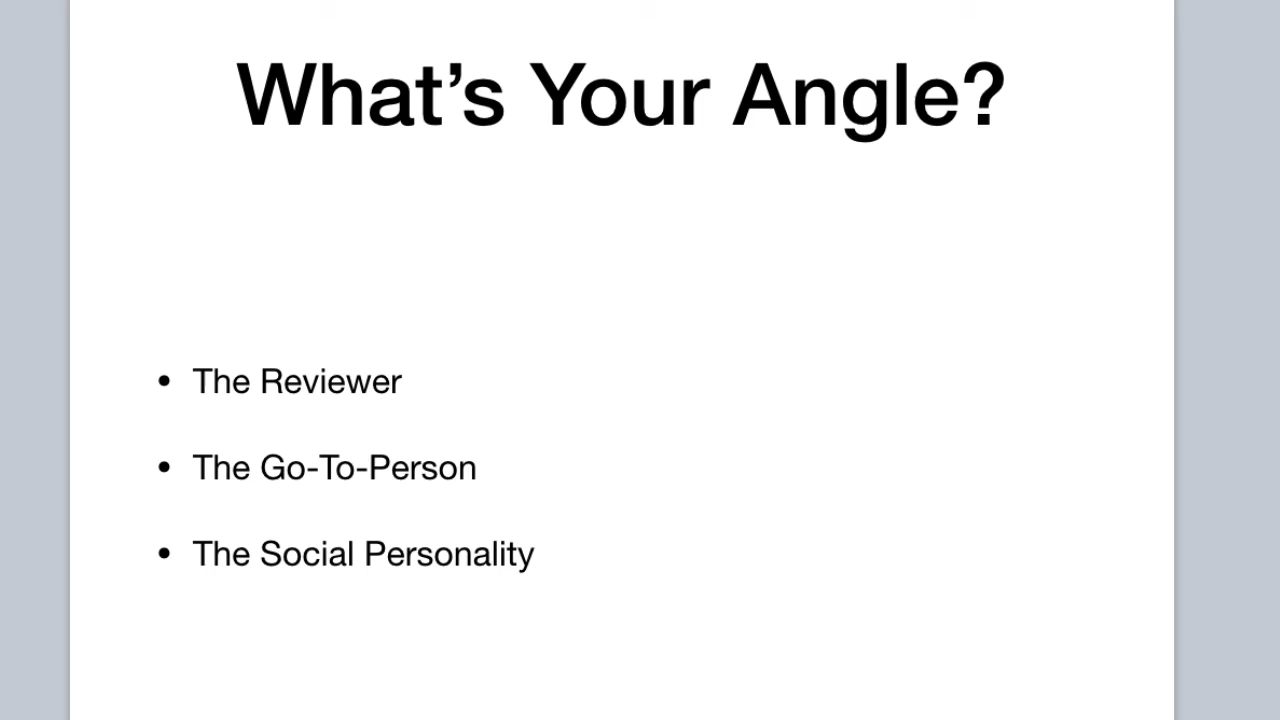 What’s Your Angle?
• The Reviewer
• The Go-To-Person
• The Social Personality